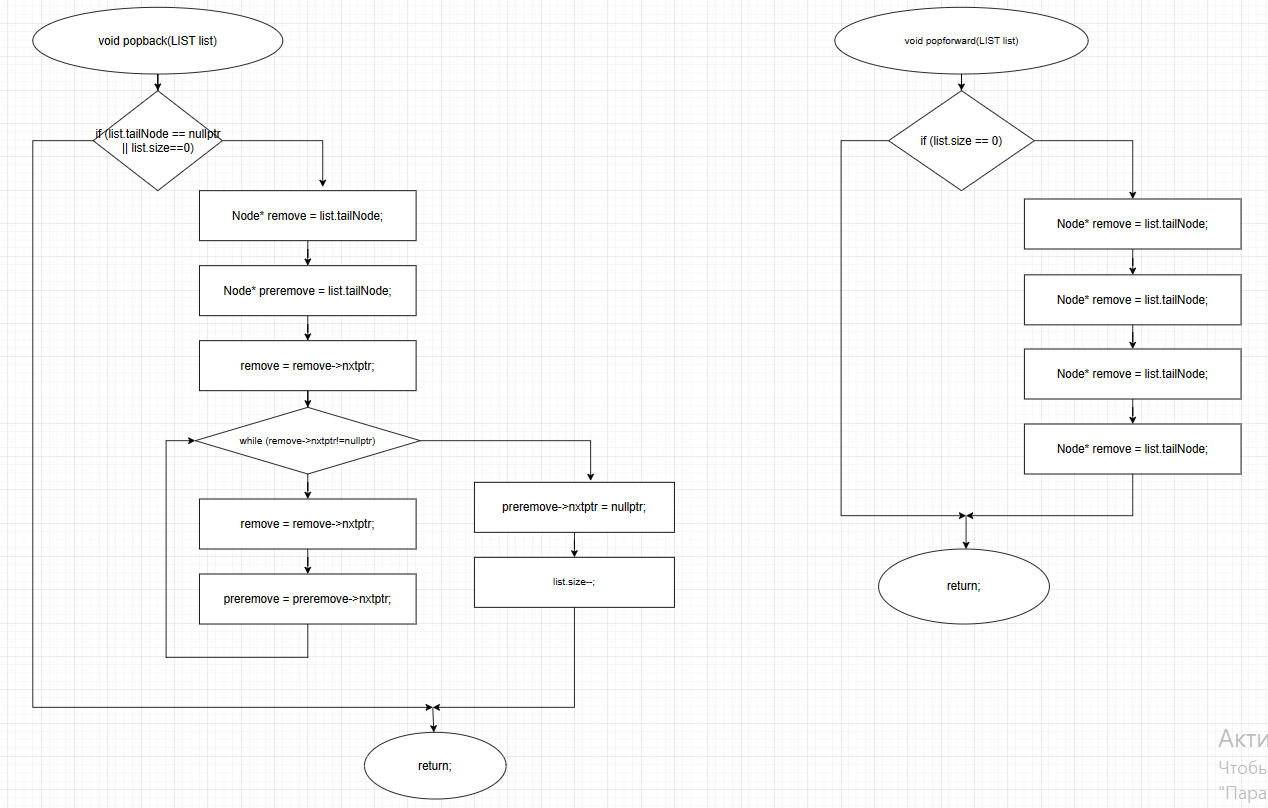 void popback(LIST list)
if (list.tailNode == nullptr
|| list.size==0)
Node* remove = list.tailNode;
Node* preremove = list.tailNode;
remove = remove->nxtptr;
while (remove->nxtptr!=nullptr)
remove = remove->nxtptr;
preremove = preremove->nxtptr;
preremove->nxtptr = nullptr;
list.size--;
return;
void popforward(LIST list)
if (list.size == 0)
Node* remove = list.tailNode;
Node* remove = list.tailNode;
Node* remove = list.tailNode;
Node* remove = list.tailNode;
return;
Акти
Чтобь
"Пара